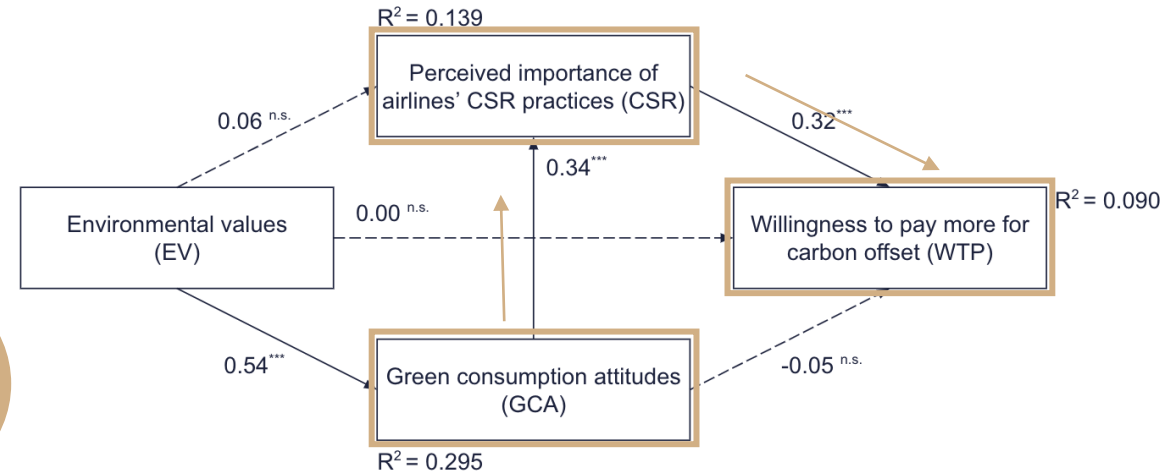 R² = 0.139
Perceived importance of
airlines’ CSR practices (CSR)
0.06 n.s.
0.32***
0.34***
Environmental values
(EV)
0.00 n.s.
Willingness to pay more for
carbon offset (WTP)
R² = 0.090
0.54***
Green consumption attitudes
(GCA)
-0.05 n.s.
R² = 0.295